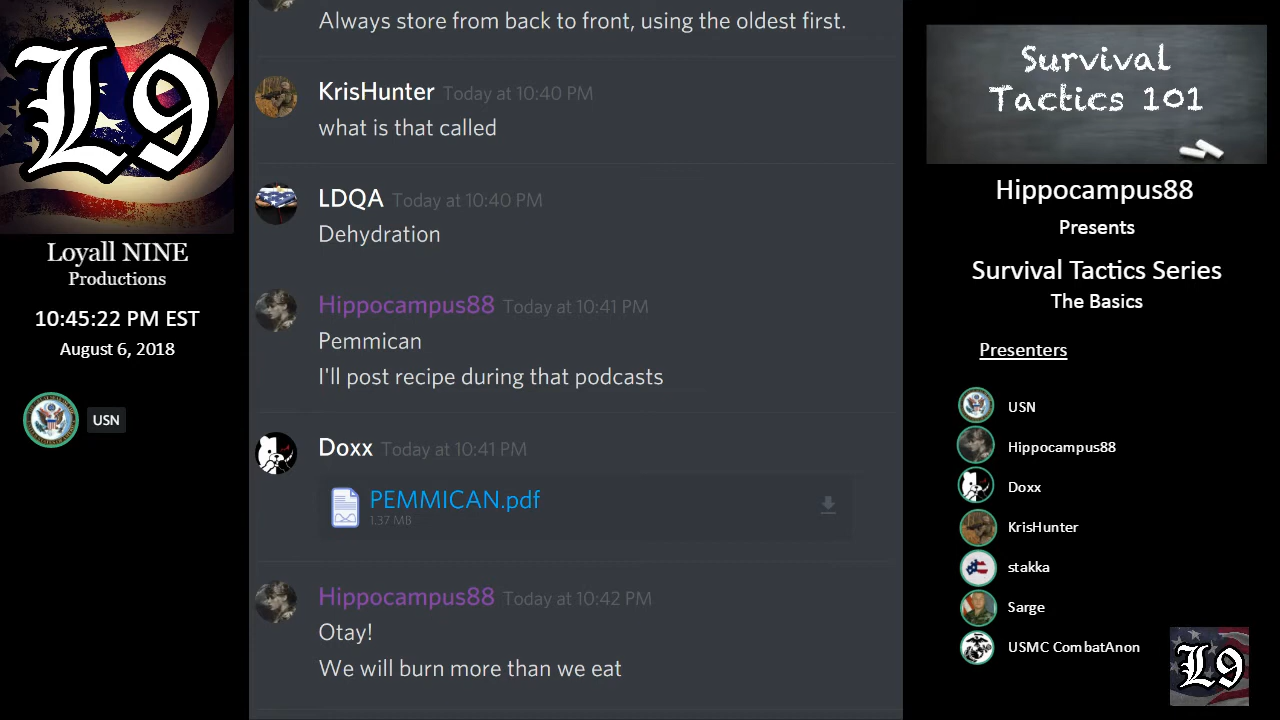 L9
Loyall NINE
Productions
10:45:22 PM EST
August 6, 2018
USN
Always store from back to front, using the oldest first.
KrisHunter Today at 10:40 PM
what is that called
LDQA Today at 10:40 PM
Dehydration
Hippocampus88 Today at 10:41 PM
Pemmican
I'll post recipe during that podcasts
Doxx Today at 10:41 PM
PEMMICAN.pdf
1.37 MB
Hippocampus88 Today at 10:42 PM
Otay!
We will burn more than we eat
Survival
Tactics 101
Hippocampus88
Presents
Survival Tactics Series
The Basics
Presenters
USN
Hippocampus88
Doxx
KrisHunter
stakka
Sarge
USMC CombatAnon
L9